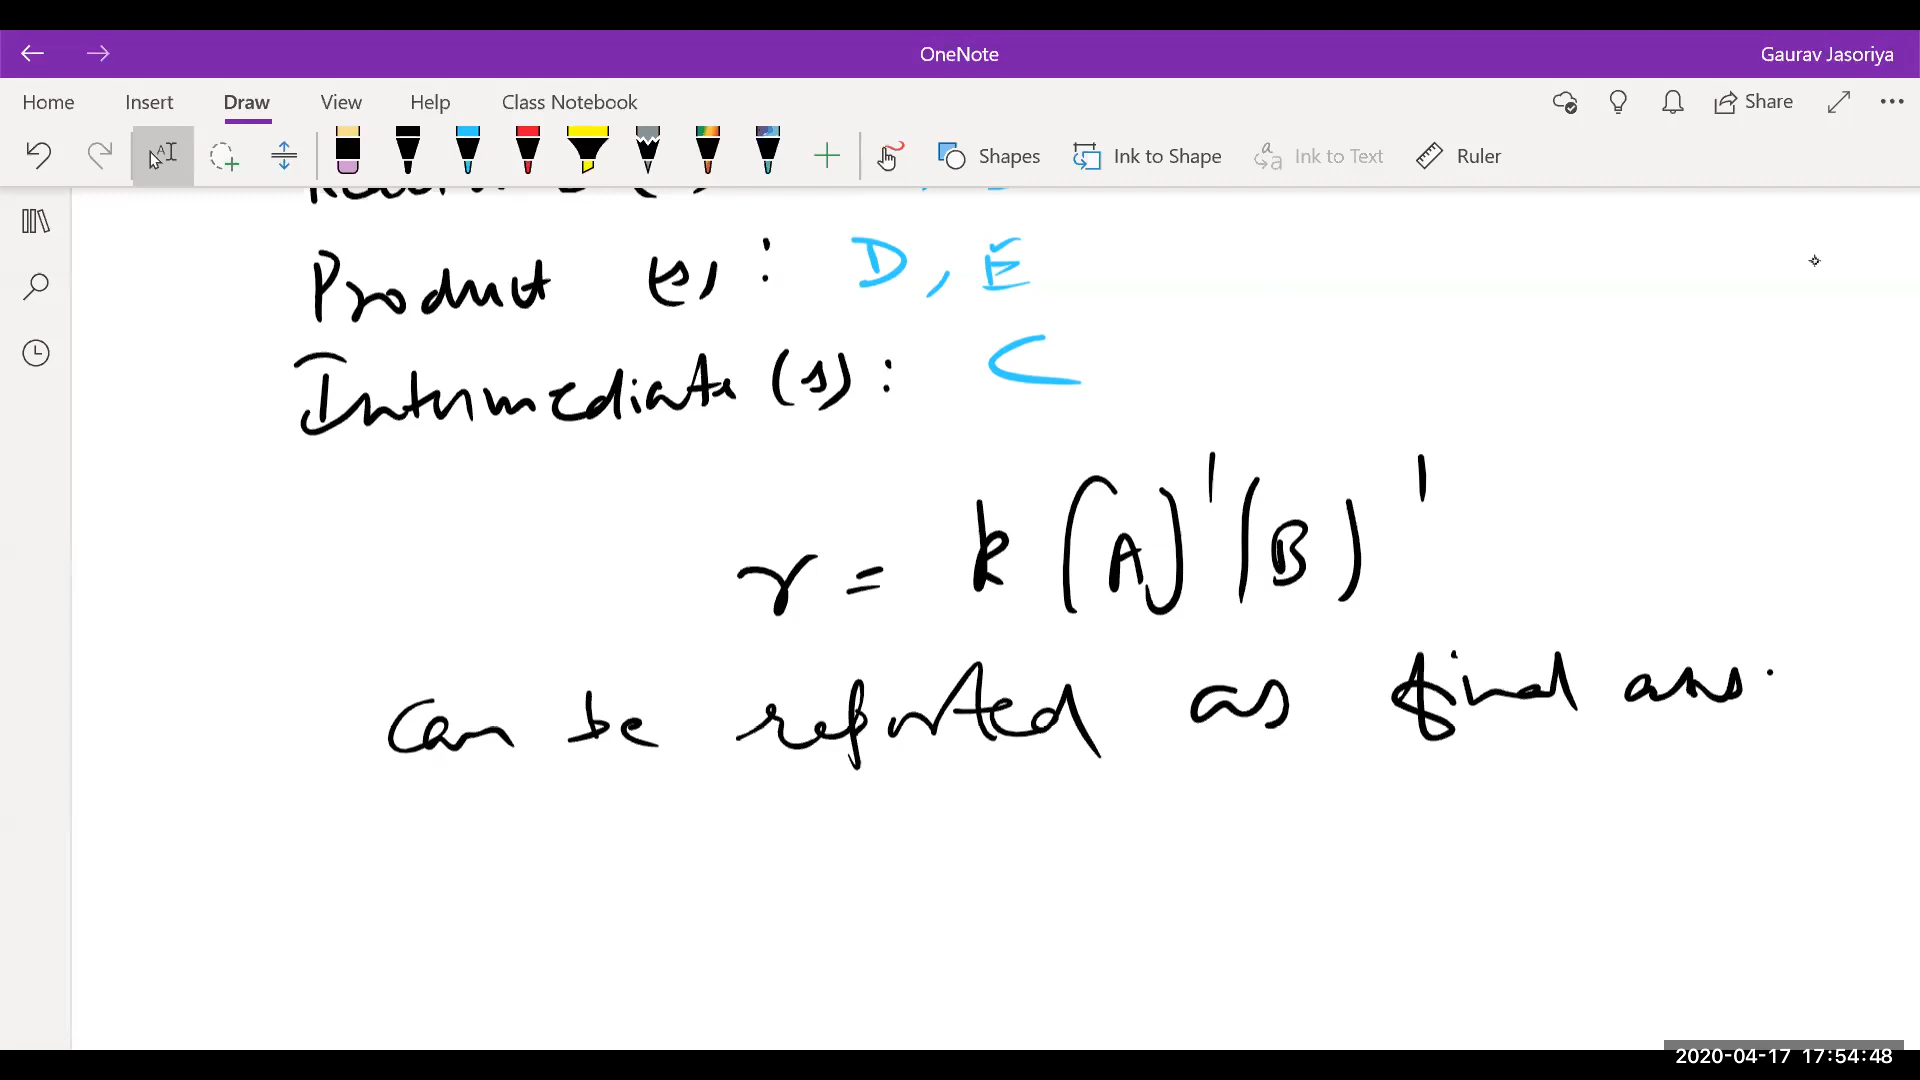 OneNote
Gaurav Jasoriya
Home Insert Draw View Help Class Notebook Share
Shapes Ink to Shape Ink to Text Ruler
Product (s) : D, E
Intermediate (s) : C
r = k (A)^1 (B)^1
can be reported as final ans.
2020-04-17 17:54:48